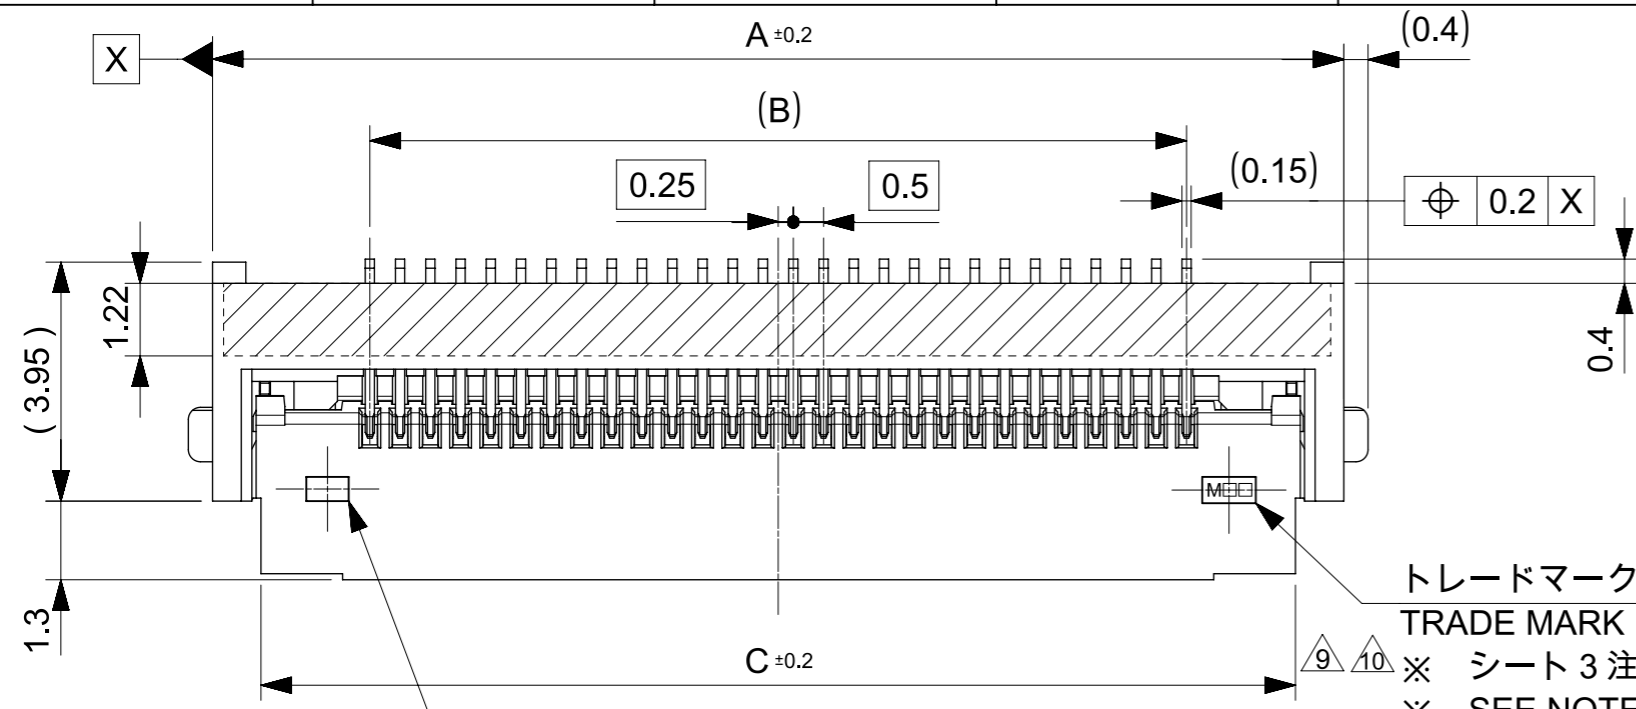 A ±0.2
(0.4)
X
(B)
0.25
0.5
(0.15)
0.2 X
1.22
(3.95)
0.4
M□□
1.3
トレードマーク
TRADE MARK
C ±0.2
9 10
※ シート 3 注
※ SEE NOTE